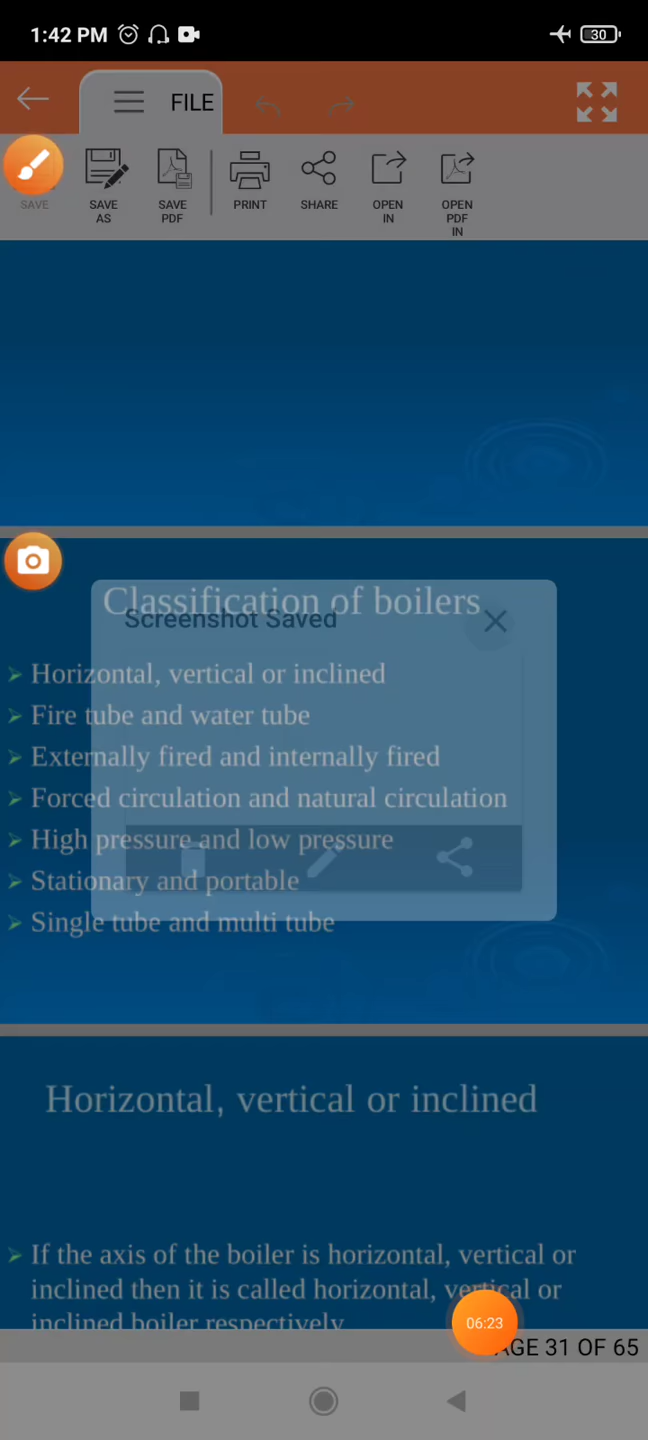 1:42 PM
30
FILE
SAVE
SAVE
AS
SAVE
PDF
PRINT
SHARE
OPEN
IN
OPEN
PDF
IN
Classification of boilers
Screenshot Saved
Horizontal, vertical or inclined
Fire tube and water tube
Externally fired and internally fired
Forced circulation and natural circulation
High pressure and low pressure
Stationary and portable
Single tube and multi tube
Horizontal, vertical or inclined
If the axis of the boiler is horizontal, vertical or
inclined then it is called horizontal, vertical or
inclined boiler respectively
06:23
AGE 31 OF 65